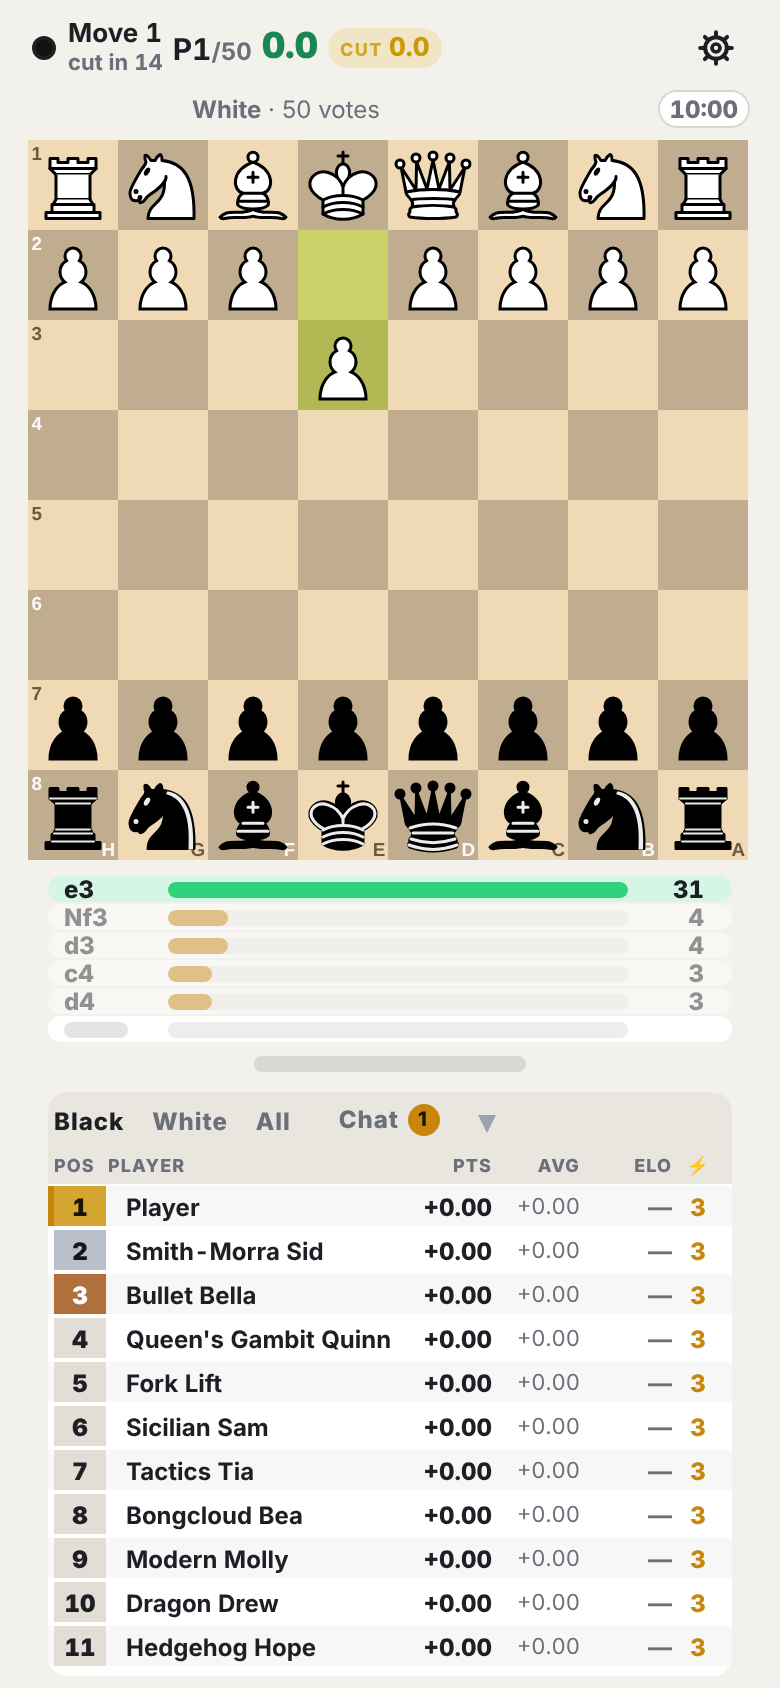 Move 1
cut in 14
P1/50 0.0 CUT 0.0
White · 50 votes
10:00
1
2
3
4
5
6
7
8
H G F E D C B A
e3 31
Nf3 4
d3 4
c4 3
d4 3
Black White All Chat 1 ▼
POS PLAYER PTS AVG ELO ⚡
1 Player +0.00 +0.00 — 3
2 Smith-Morra Sid +0.00 +0.00 — 3
3 Bullet Bella +0.00 +0.00 — 3
4 Queen's Gambit Quinn +0.00 +0.00 — 3
5 Fork Lift +0.00 +0.00 — 3
6 Sicilian Sam +0.00 +0.00 — 3
7 Tactics Tia +0.00 +0.00 — 3
8 Bongcloud Bea +0.00 +0.00 — 3
9 Modern Molly +0.00 +0.00 — 3
10 Dragon Drew +0.00 +0.00 — 3
11 Hedgehog Hope +0.00 +0.00 — 3